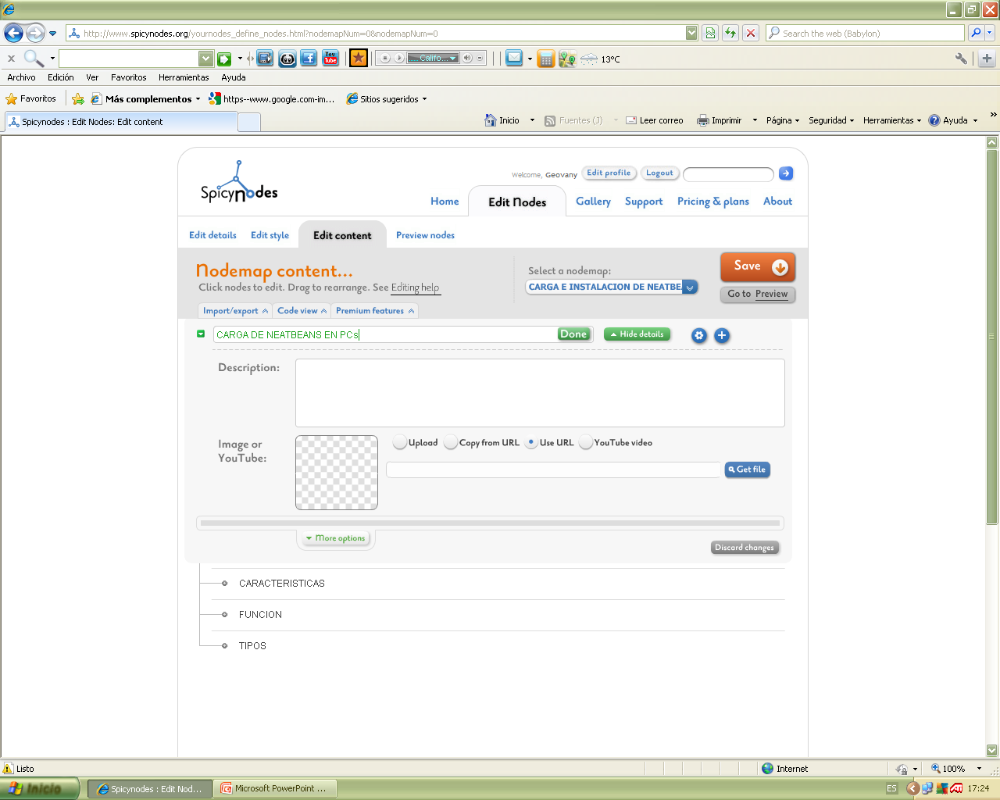 http://www.spicynodes.org/yournodes_define_nodes.html?nodemapNum=0&nodemapNum=0
Search the web (Babylon)
You Tube
Califo...
13ºC
Archivo Edición Ver Favoritos Herramientas Ayuda
Favoritos Más complementos https--www.google.com-im... Sitios sugeridos
Spicynodes : Edit Nodes: Edit content
Inicio Fuentes (J) Leer correo Imprimir Página Seguridad Herramientas Ayuda
Spicynodes
Welcome, Geovany Edit profile Logout
Home Edit Nodes Gallery Support Pricing & plans About
Edit details Edit style Edit content Preview nodes
Nodemap content...
Click nodes to edit. Drag to rearrange. See Editing help
Select a nodemap:
CARGA E INSTALACION DE NEATBE
Save
Go to Preview
Import/export Code view Premium features
CARGA DE NEATBEANS EN PCs Done Hide details
Description:
Image or YouTube:
Upload Copy from URL Use URL YouTube video
Get file
More options
Discard changes
CARACTERISTICAS
FUNCION
TIPOS
Listo Internet 100%
Inicio Spicynodes : Edit Nod... Microsoft PowerPoint ... ES 17:24